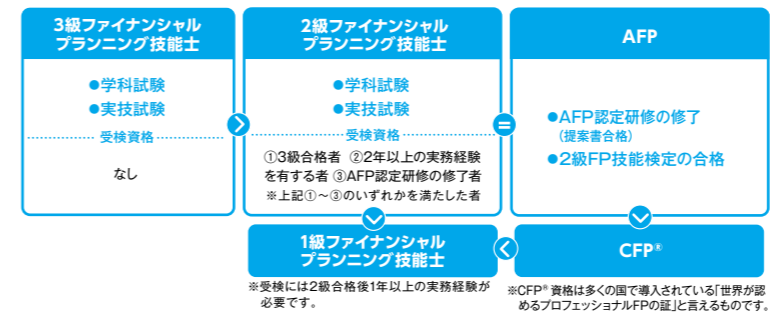 3級ファイナンシャル
プランニング技能士
●学科試験
●実技試験
受検資格
なし
2級ファイナンシャル
プランニング技能士
●学科試験
●実技試験
受検資格
①3級合格者 ②2年以上の実務経験
を有する者 ③AFP認定研修の修了者
※上記①～③のいずれかを満たした者
=
AFP
●AFP認定研修の修了
(提案書合格)
●2級FP技能検定の合格
1級ファイナンシャル
プランニング技能士
※受検には2級合格後1年以上の実務経験が
必要です。
CFP®
※CFP®資格は多くの国で導入されている「世界が認
めるプロフェッショナルFPの証」と言えるものです。